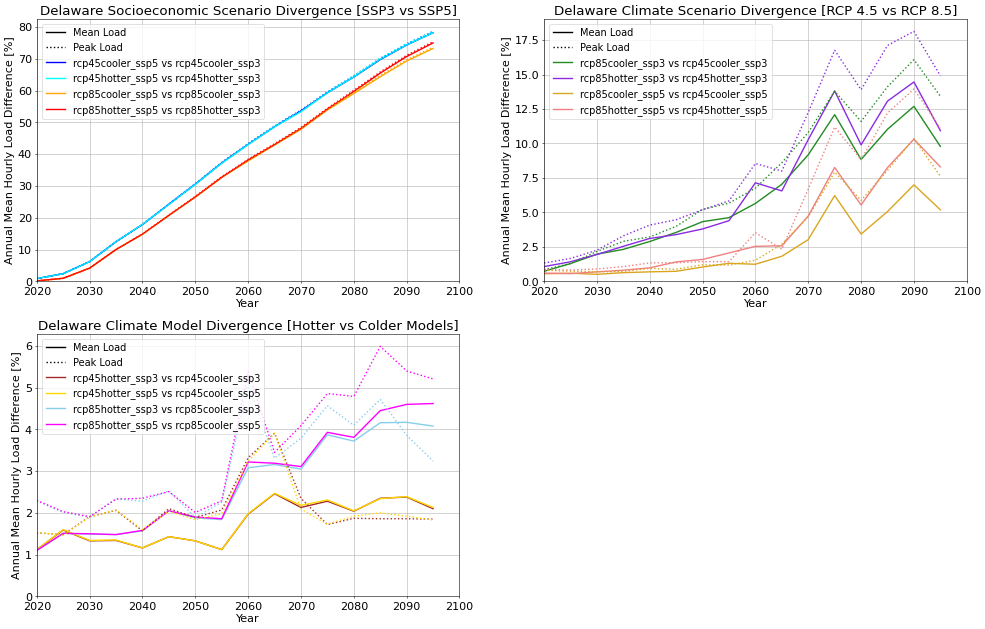 Delaware Socioeconomic Scenario Divergence [SSP3 vs SSP5]
Annual Mean Hourly Load Difference [%]
80
70
60
50
40
30
20
10
0
Mean Load
Peak Load
rcp45cooler_ssp5 vs rcp45cooler_ssp3
rcp45hotter_ssp5 vs rcp45hotter_ssp3
rcp85cooler_ssp5 vs rcp85cooler_ssp3
rcp85hotter_ssp5 vs rcp85hotter_ssp3
2020 2030 2040 2050 2060 2070 2080 2090 2100
Year
Delaware Climate Scenario Divergence [RCP 4.5 vs RCP 8.5]
Annual Mean Hourly Load Difference [%]
17.5
15.0
12.5
10.0
7.5
5.0
2.5
0.0
Mean Load
Peak Load
rcp85cooler_ssp3 vs rcp45cooler_ssp3
rcp85hotter_ssp3 vs rcp45hotter_ssp3
rcp85cooler_ssp5 vs rcp45cooler_ssp5
rcp85hotter_ssp5 vs rcp45hotter_ssp5
2020 2030 2040 2050 2060 2070 2080 2090 2100
Year
Delaware Climate Model Divergence [Hotter vs Colder Models]
Annual Mean Hourly Load Difference [%]
6
5
4
3
2
1
0
Mean Load
Peak Load
rcp45hotter_ssp3 vs rcp45cooler_ssp3
rcp45hotter_ssp5 vs rcp45cooler_ssp5
rcp85hotter_ssp3 vs rcp85cooler_ssp3
rcp85hotter_ssp5 vs rcp85cooler_ssp5
2020 2030 2040 2050 2060 2070 2080 2090 2100
Year